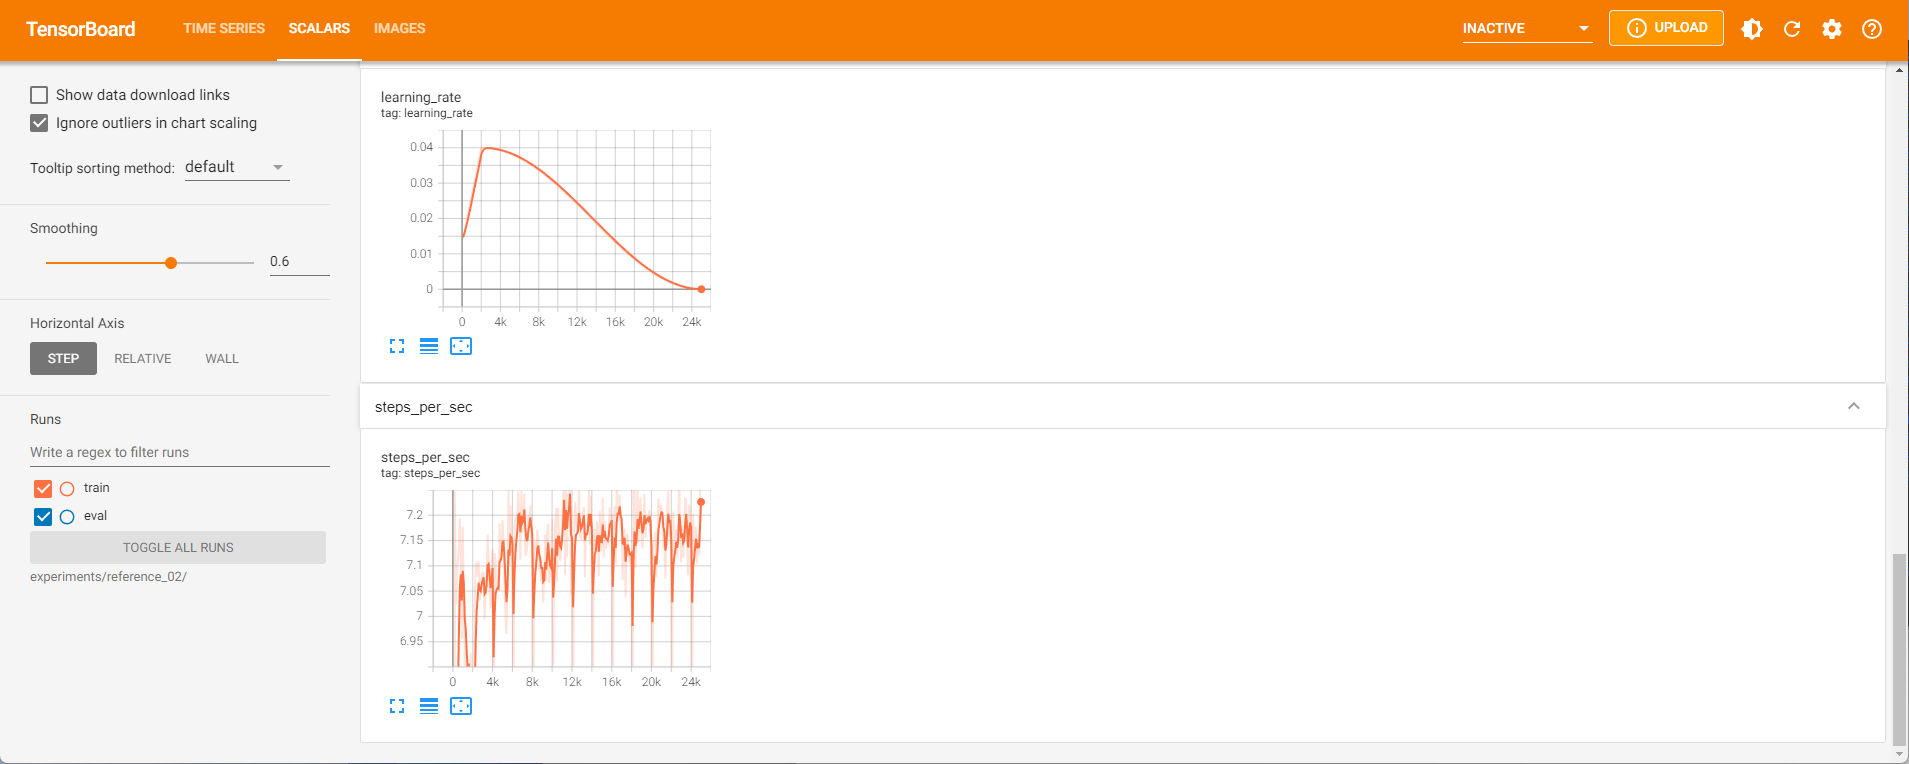 TensorBoard
TIME SERIES
SCALARS
IMAGES
INACTIVE
UPLOAD
Show data download links
Ignore outliers in chart scaling
Tooltip sorting method: default
Smoothing
0.6
Horizontal Axis
STEP
RELATIVE
WALL
Runs
Write a regex to filter runs
train
eval
TOGGLE ALL RUNS
experiments/reference_02/
learning_rate
tag: learning_rate
0.04
0.03
0.02
0.01
0
0 4k 8k 12k 16k 20k 24k
steps_per_sec
steps_per_sec
tag: steps_per_sec
7.2
7.15
7.1
7.05
7
6.95
0 4k 8k 12k 16k 20k 24k